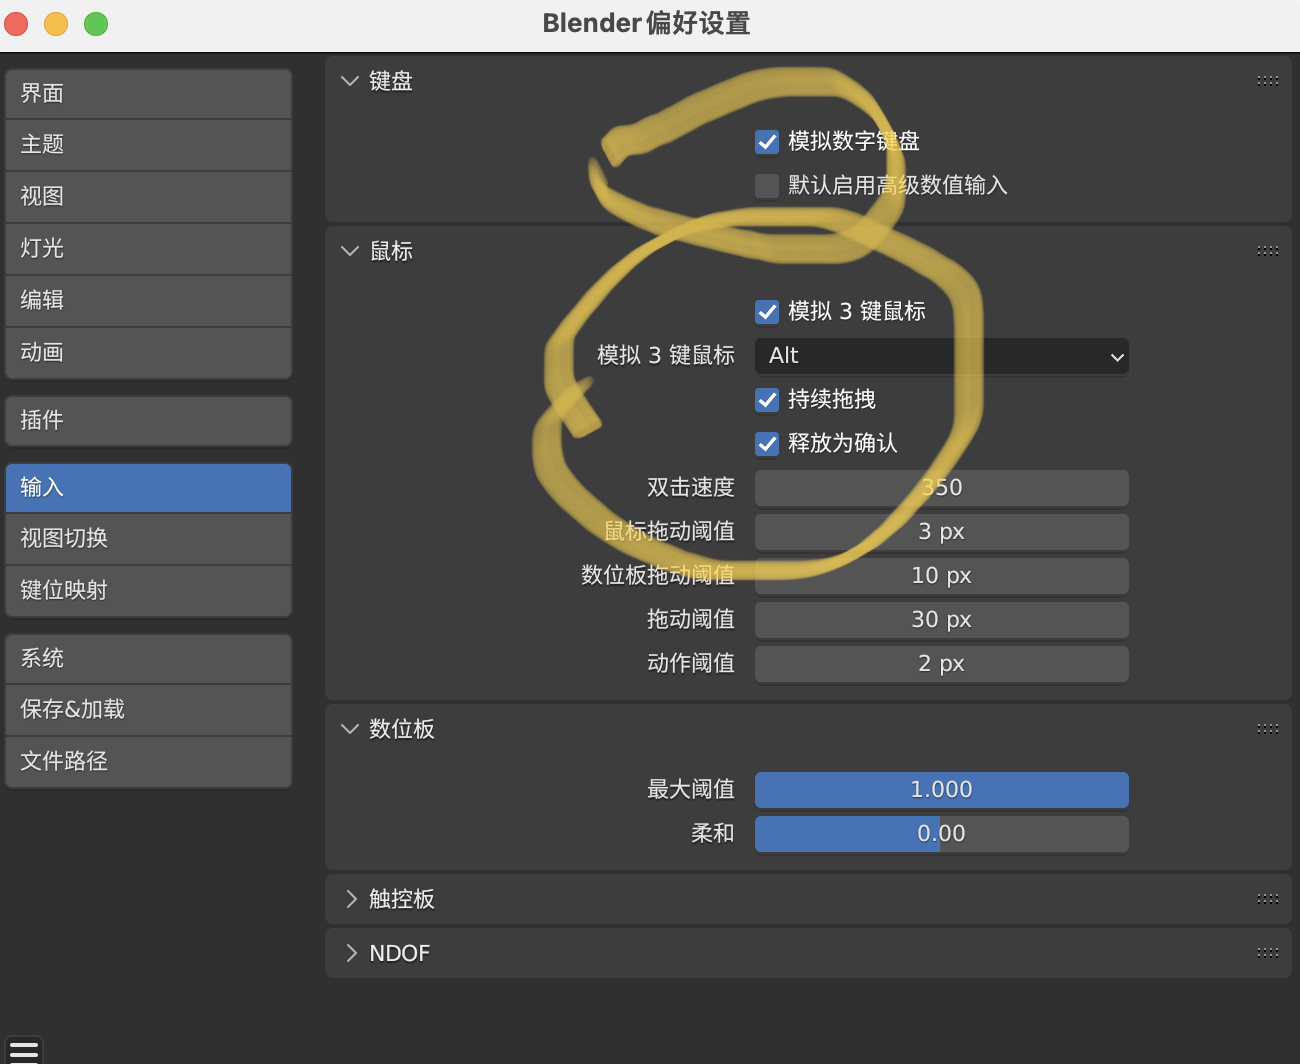 Blender 偏好设置
界面
主题
视图
灯光
编辑
动画
插件
输入
视图切换
键位映射
系统
保存&加载
文件路径
键盘
模拟数字键盘
默认启用高级数值输入
鼠标
模拟 3 键鼠标
模拟 3 键鼠标 Alt
持续拖拽
释放为确认
双击速度 350
鼠标拖动阈值 3 px
数位板拖动阈值 10 px
拖动阈值 30 px
动作阈值 2 px
数位板
最大阈值 1.000
柔和 0.00
触控板
NDOF